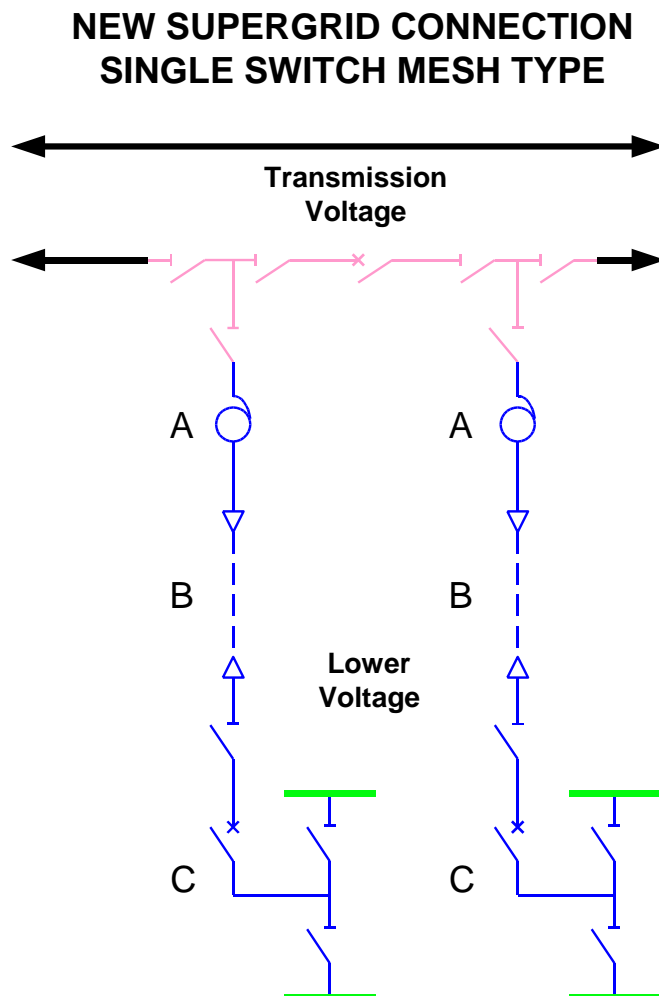 NEW SUPERGRID CONNECTION
SINGLE SWITCH MESH TYPE
Transmission
Voltage
A
A
B
B
Lower
Voltage
C
C